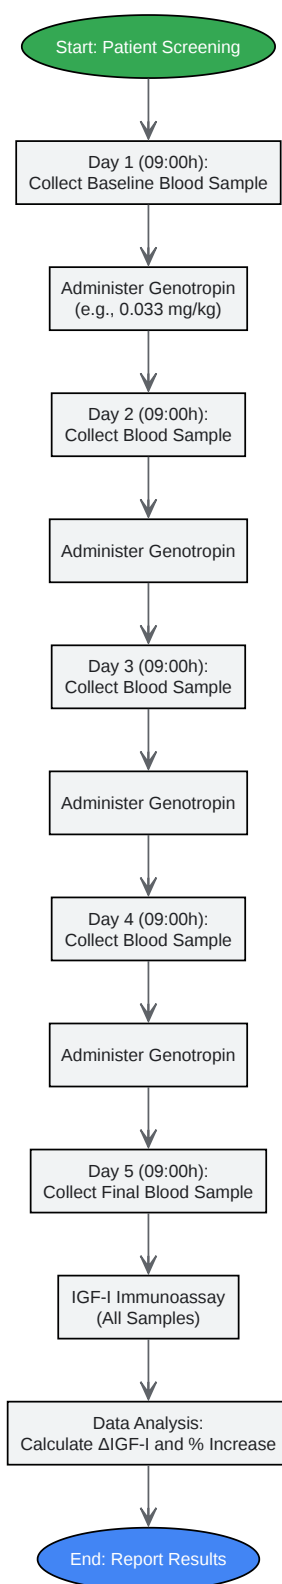 Start: Patient Screening
Day 1 (09:00h):
Collect Baseline Blood Sample
Administer Genotropin
(e.g., 0.033 mg/kg)
Day 2 (09:00h):
Collect Blood Sample
Administer Genotropin
Day 3 (09:00h):
Collect Blood Sample
Administer Genotropin
Day 4 (09:00h):
Collect Blood Sample
Administer Genotropin
Day 5 (09:00h):
Collect Final Blood Sample
IGF-I Immunoassay
(All Samples)
Data Analysis:
Calculate ΔIGF-I and % Increase
End: Report Results